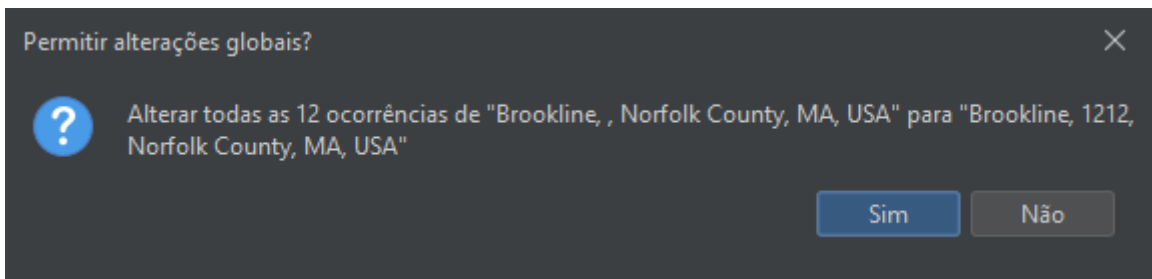 Permitir alterações globais?
Alterar todas as 12 ocorrências de "Brookline, , Norfolk County, MA, USA" para "Brookline, 1212,
Norfolk County, MA, USA"
Sim Não